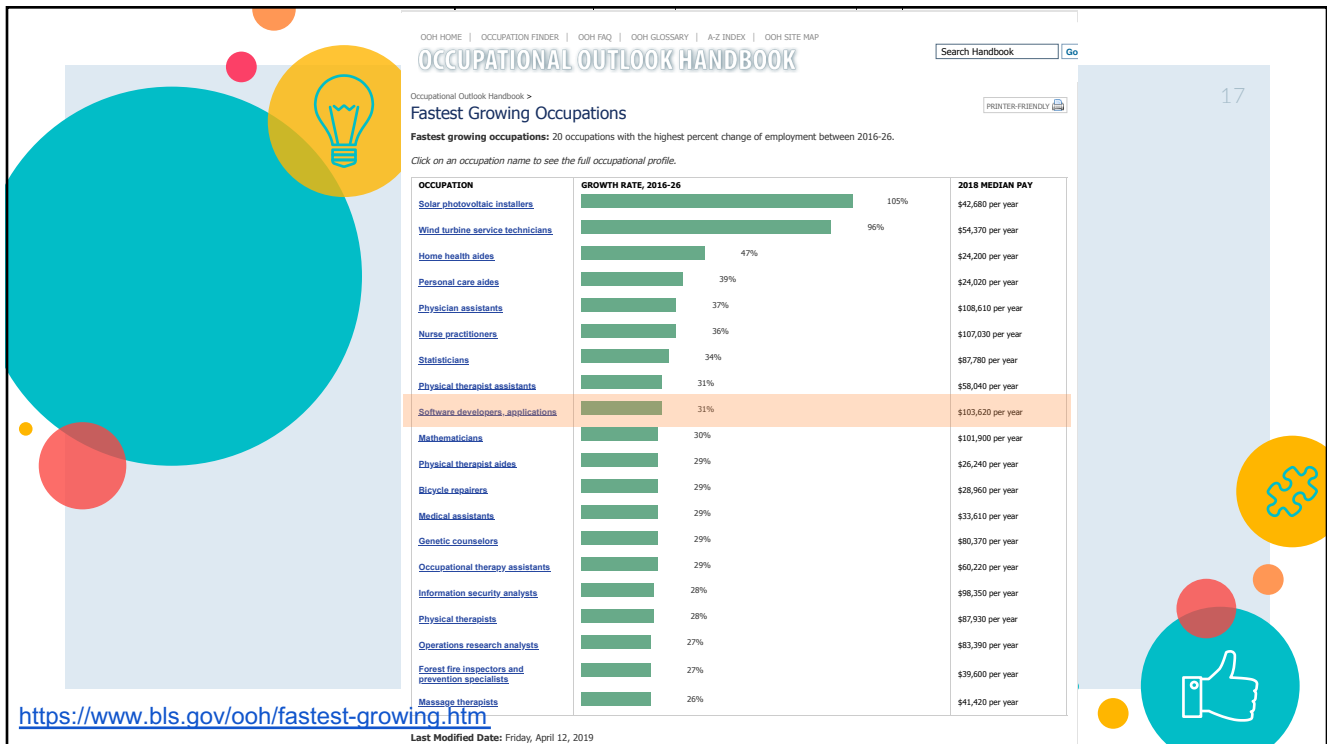 OOH HOME | OCCUPATION FINDER | OOH FAQ | OOH GLOSSARY | A-Z INDEX | OOH SITE MAP
OCCUPATIONAL OUTLOOK HANDBOOK
Search Handbook Go
17
Occupational Outlook Handbook >
PRINTER-FRIENDLY
Fastest Growing Occupations
Fastest growing occupations: 20 occupations with the highest percent change of employment between 2016-26.
Click on an occupation name to see the full occupational profile.
OCCUPATION GROWTH RATE, 2016-26 2018 MEDIAN PAY
Solar photovoltaic installers 105% $42,680 per year
Wind turbine service technicians 96% $54,370 per year
Home health aides 47% $24,200 per year
Personal care aides 39% $24,020 per year
Physician assistants 37% $108,610 per year
Nurse practitioners 36% $107,030 per year
Statisticians 34% $87,780 per year
Physical therapist assistants 31% $58,040 per year
Software developers, applications 31% $103,620 per year
Mathematicians 30% $101,900 per year
Physical therapist aides 29% $26,240 per year
Bicycle repairers 29% $28,960 per year
Medical assistants 29% $33,610 per year
Genetic counselors 29% $80,370 per year
Occupational therapy assistants 29% $60,220 per year
Information security analysts 28% $98,350 per year
Physical therapists 28% $87,930 per year
Operations research analysts 27% $83,390 per year
Forest fire inspectors and
prevention specialists 27% $39,600 per year
Massage therapists 26% $41,420 per year
https://www.bls.gov/ooh/fastest-growing.htm
Last Modified Date: Friday, April 12, 2019